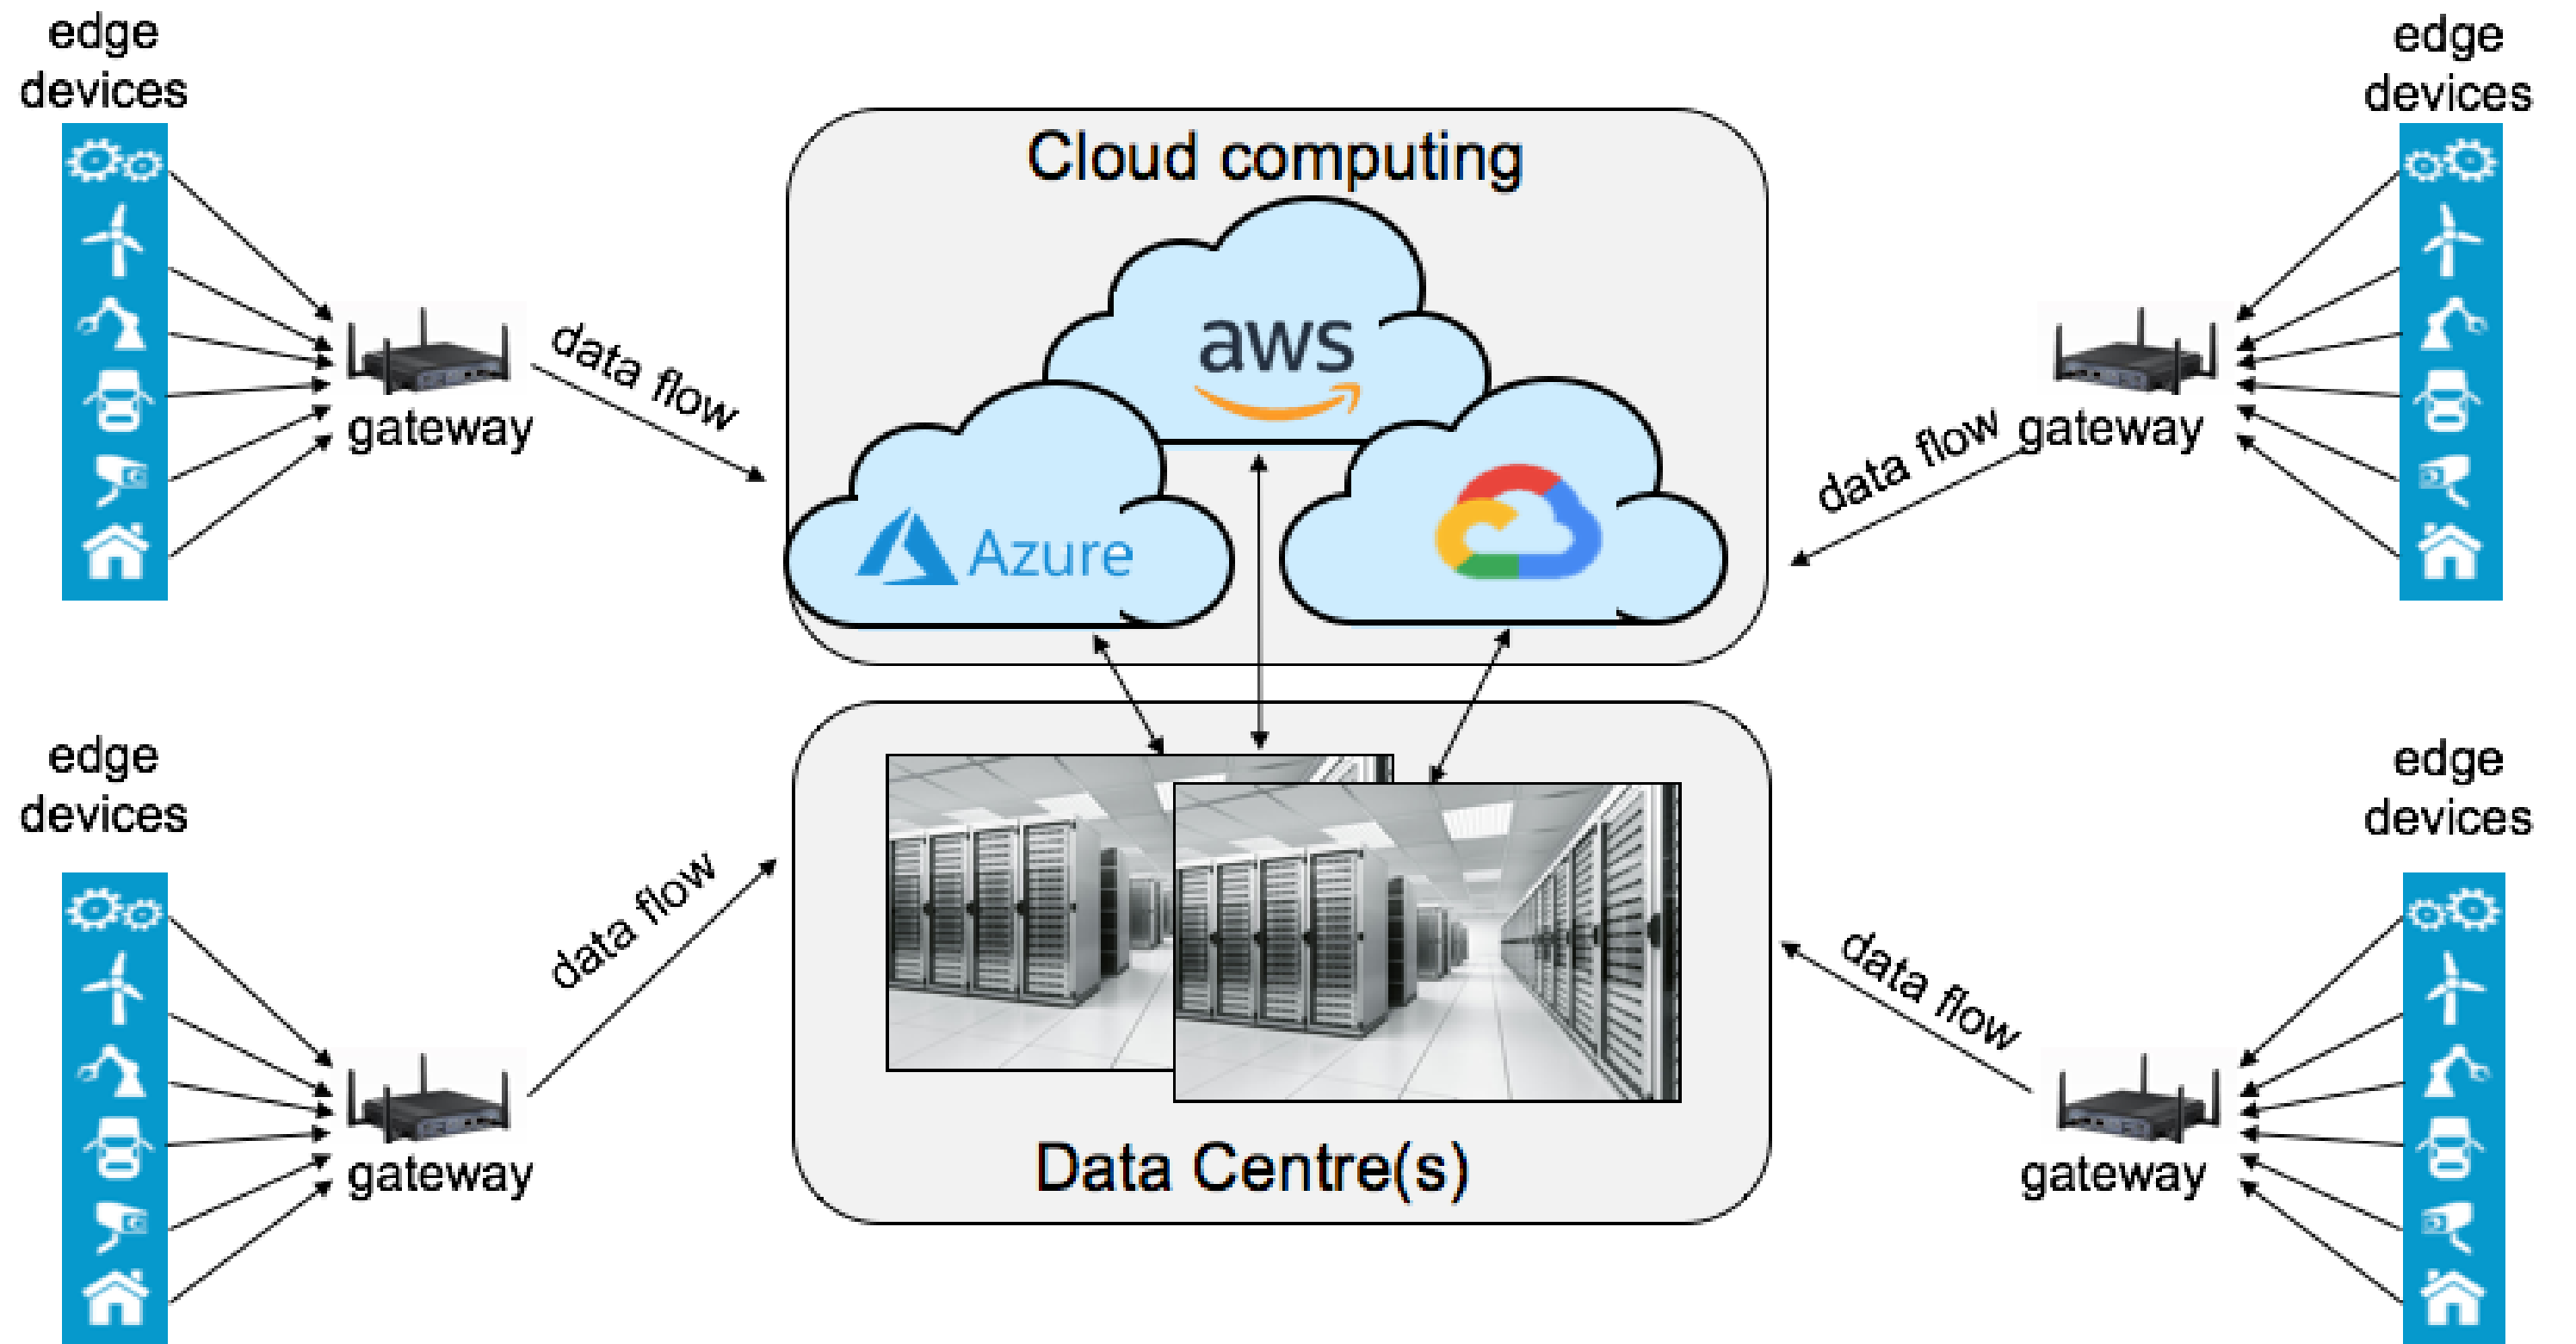 edge
devices
edge
devices
Cloud computing
aws
data flow
gateway
data flow
gateway
Azure
edge
devices
edge
devices
data flow
gateway
data flow
gateway
Data Centre(s)